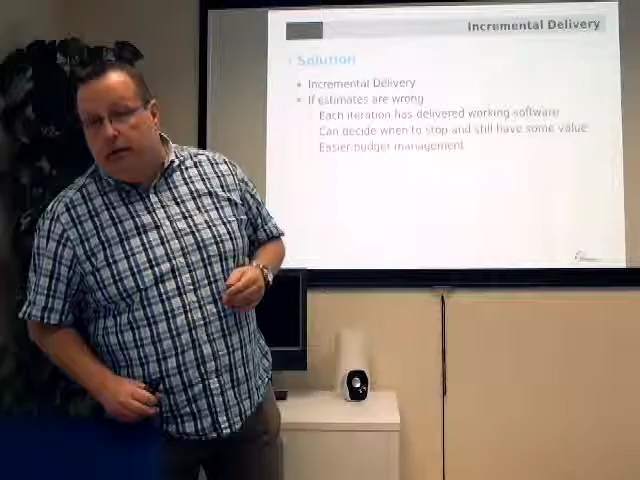 Incremental Delivery
Solution
Incremental Delivery
If estimates are wrong
Each iteration has delivered working software
Can decide when to stop and still have some value
Easier budget management